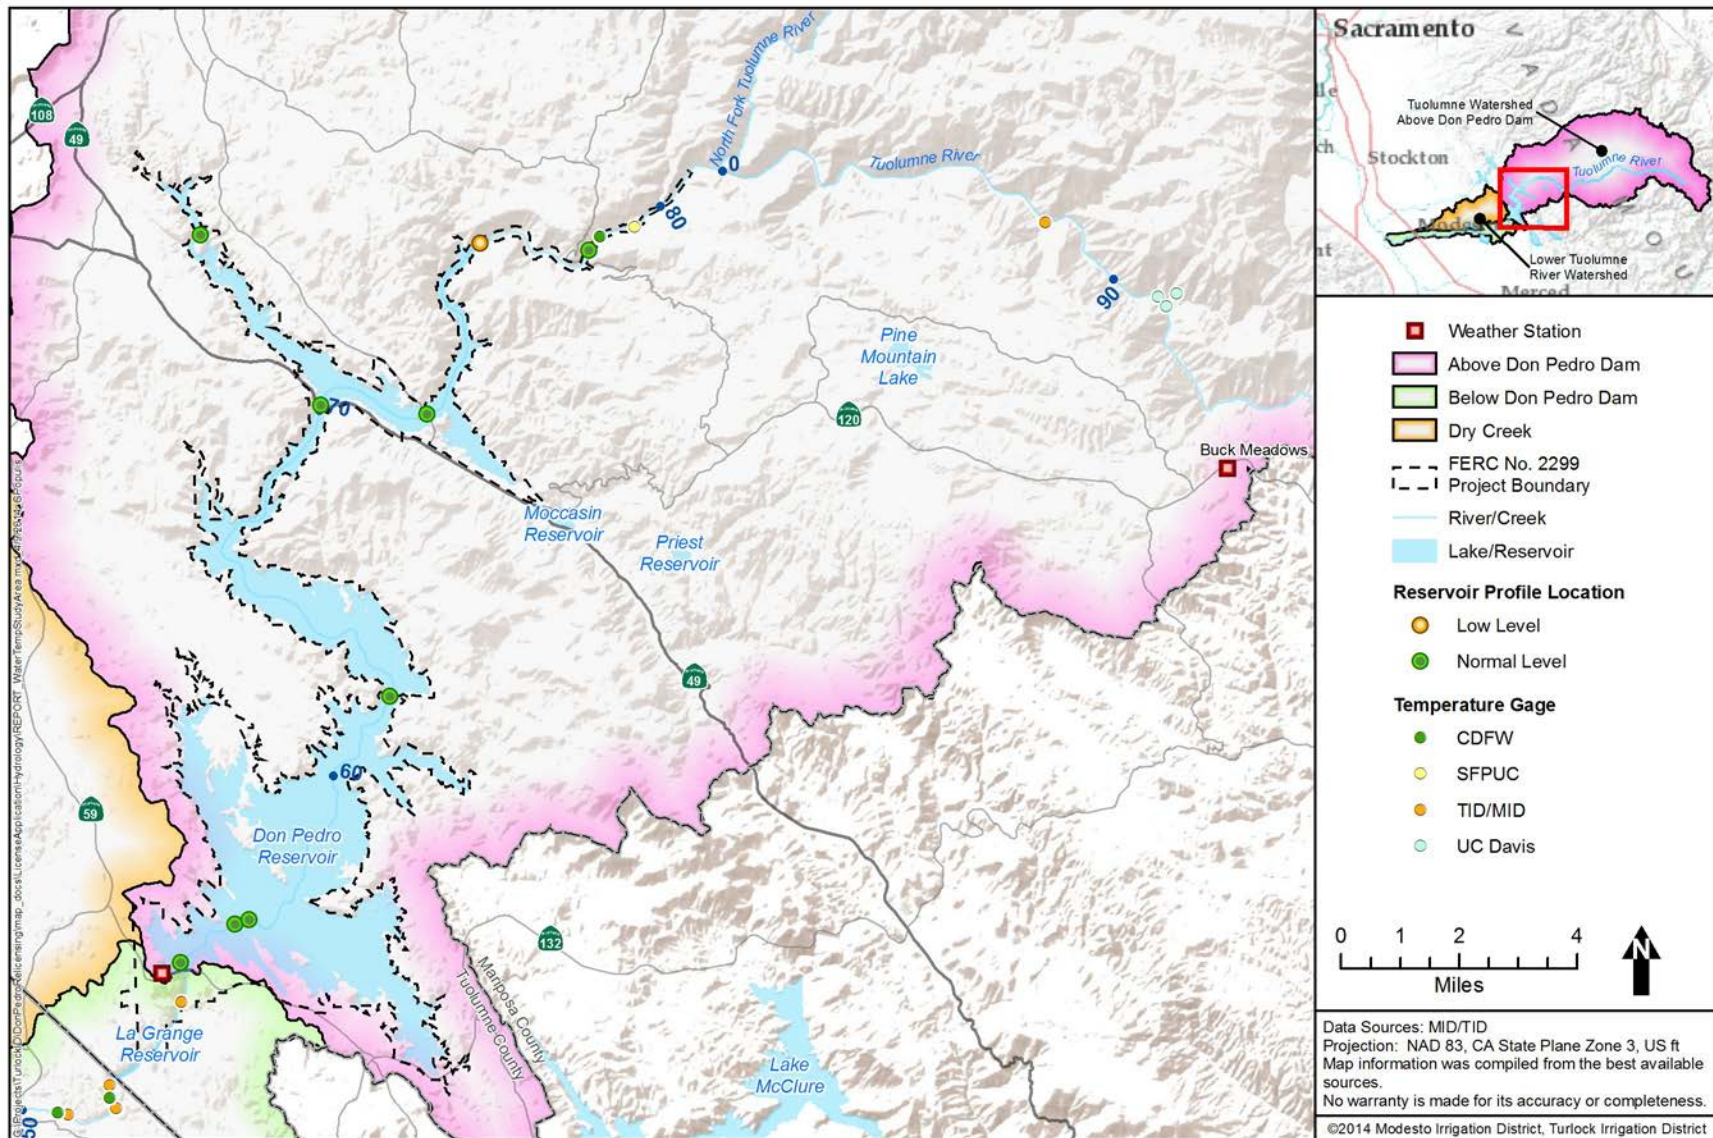 108
49
North Fork Tuolumne River
Tuolumne River
0
80
90
70
60
50
Pine
Mountain
Lake
120
Buck Meadows
Moccasin
Reservoir
Priest
Reservoir
49
59
Don Pedro
Reservoir
132
Mariposa County
Tuolumne County
La Grange
Reservoir
Lake
McClure
Sacramento
Tuolumne Watershed
Above Don Pedro Dam
Stockton
Tuolumne River
Lower Tuolumne
River Watershed
Merced
Weather Station
Above Don Pedro Dam
Below Don Pedro Dam
Dry Creek
FERC No. 2299
Project Boundary
River/Creek
Lake/Reservoir
Reservoir Profile Location
Low Level
Normal Level
Temperature Gage
CDFW
SFPUC
TID/MID
UC Davis
0 1 2 4
Miles
N
Data Sources: MID/TID
Projection: NAD 83, CA State Plane Zone 3, US ft
Map information was compiled from the best available
sources.
No warranty is made for its accuracy or completeness.
©2014 Modesto Irrigation District, Turlock Irrigation District